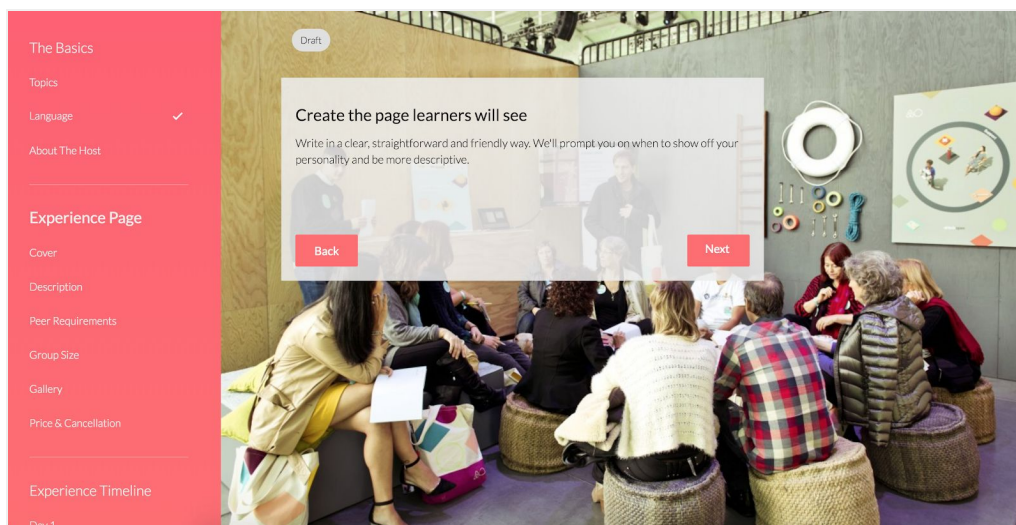 The Basics
Topics
Language
About The Host
Experience Page
Cover
Description
Peer Requirements
Group Size
Gallery
Price & Cancellation
Experience Timeline
Day 1
Draft
Create the page learners will see
Write in a clear, straightforward and friendly way. We'll prompt you on when to show off your
personality and be more descriptive.
Back
Next